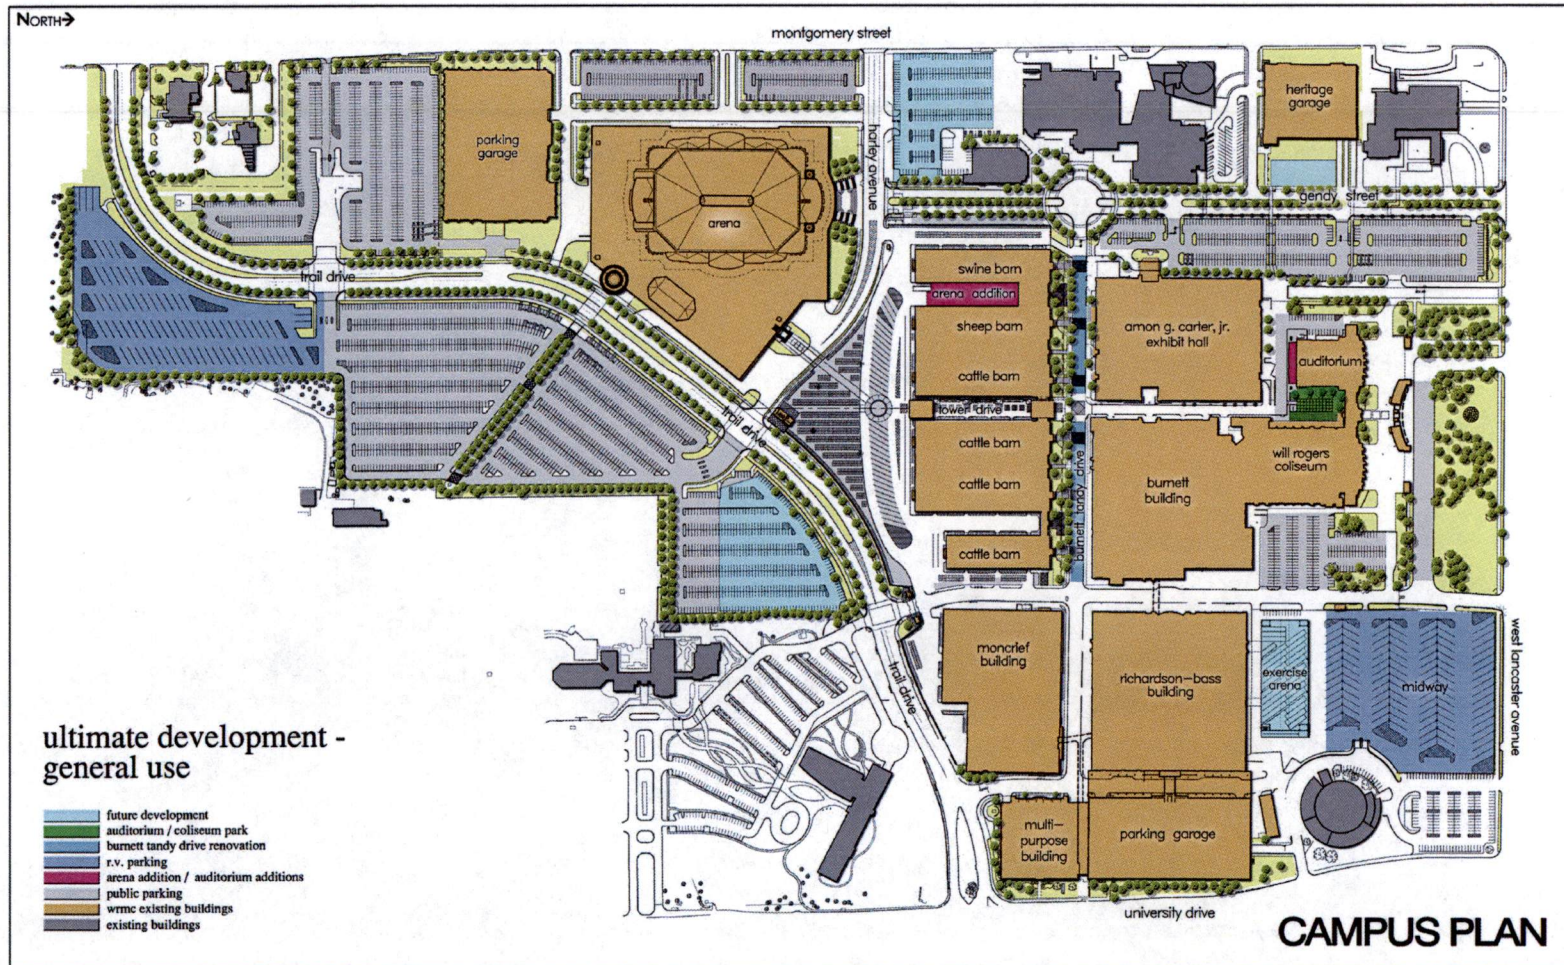 NORTH→
montgomery street
heritage
garage
parking
garage
harley avenue
arena
gendy street
trail drive
swine barn
arena addition
sheep barn
cattle barn
tower drive
cattle barn
cattle barn
cattle barn
amon g. carter, jr.
exhibit hall
auditorium
will rogers
coliseum
burnett
building
burnett tandy drive
trail drive
moncrief
building
richardson-bass
building
exercise
arena
midway
west lancaster avenue
trail drive
multi-
purpose
building
parking garage
university drive
ultimate development -
general use
future development
auditorium / coliseum park
burnett tandy drive renovation
r.v. parking
arena addition / auditorium additions
public parking
wrmc existing buildings
existing buildings
CAMPUS PLAN